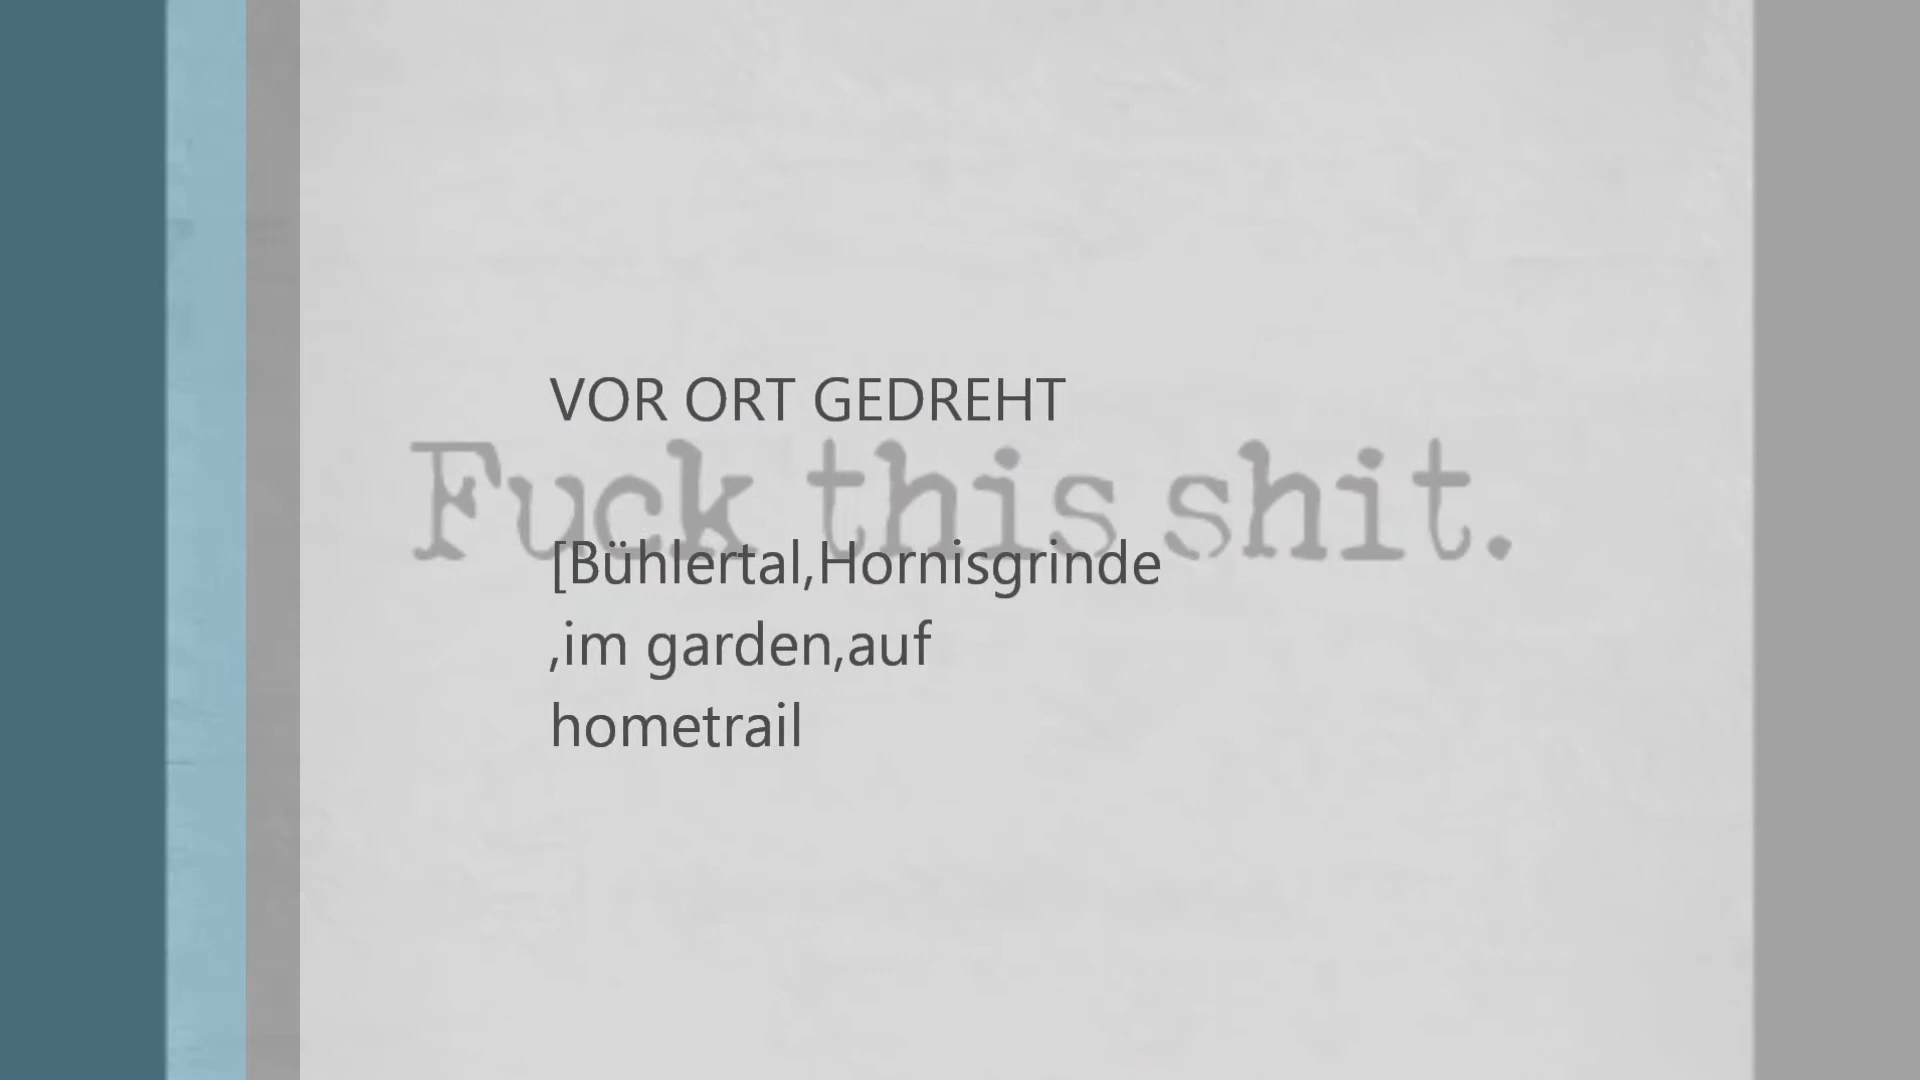 VOR ORT GEDREHT
Fuck this shit.
[Bühlertal,Hornisgrinde
,im garden,auf
hometrail